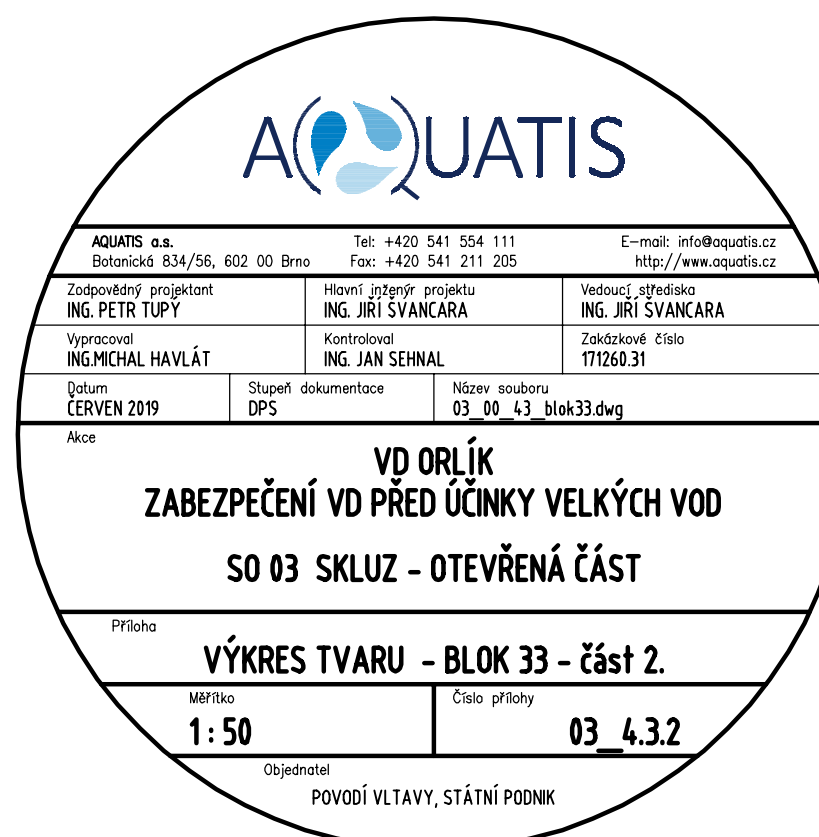 AQUATIS
AQUATIS a.s. Tel: +420 541 554 111 E-mail: info@aquatis.cz
Botanická 834/56, 602 00 Brno Fax: +420 541 211 205 http://www.aquatis.cz
Zodpovědný projektant Hlavní inženýr projektu Vedoucí střediska
ING. PETR TUPÝ ING. JIŘÍ ŠVANCARA ING. JIŘÍ ŠVANCARA
Vypracoval Kontroloval Zakázkové číslo
ING.MICHAL HAVLÁT ING. JAN SEHNAL 171260.31
Datum Stupeň dokumentace Název souboru
ČERVEN 2019 DPS 03_00_43_blok33.dwg
Akce
VD ORLÍK
ZABEZPEČENÍ VD PŘED ÚČINKY VELKÝCH VOD
SO 03 SKLUZ - OTEVŘENÁ ČÁST
Příloha
VÝKRES TVARU - BLOK 33 - část 2.
Měřítko Číslo přílohy
1 : 50 03_4.3.2
Objednatel
POVODÍ VLTAVY, STÁTNÍ PODNIK